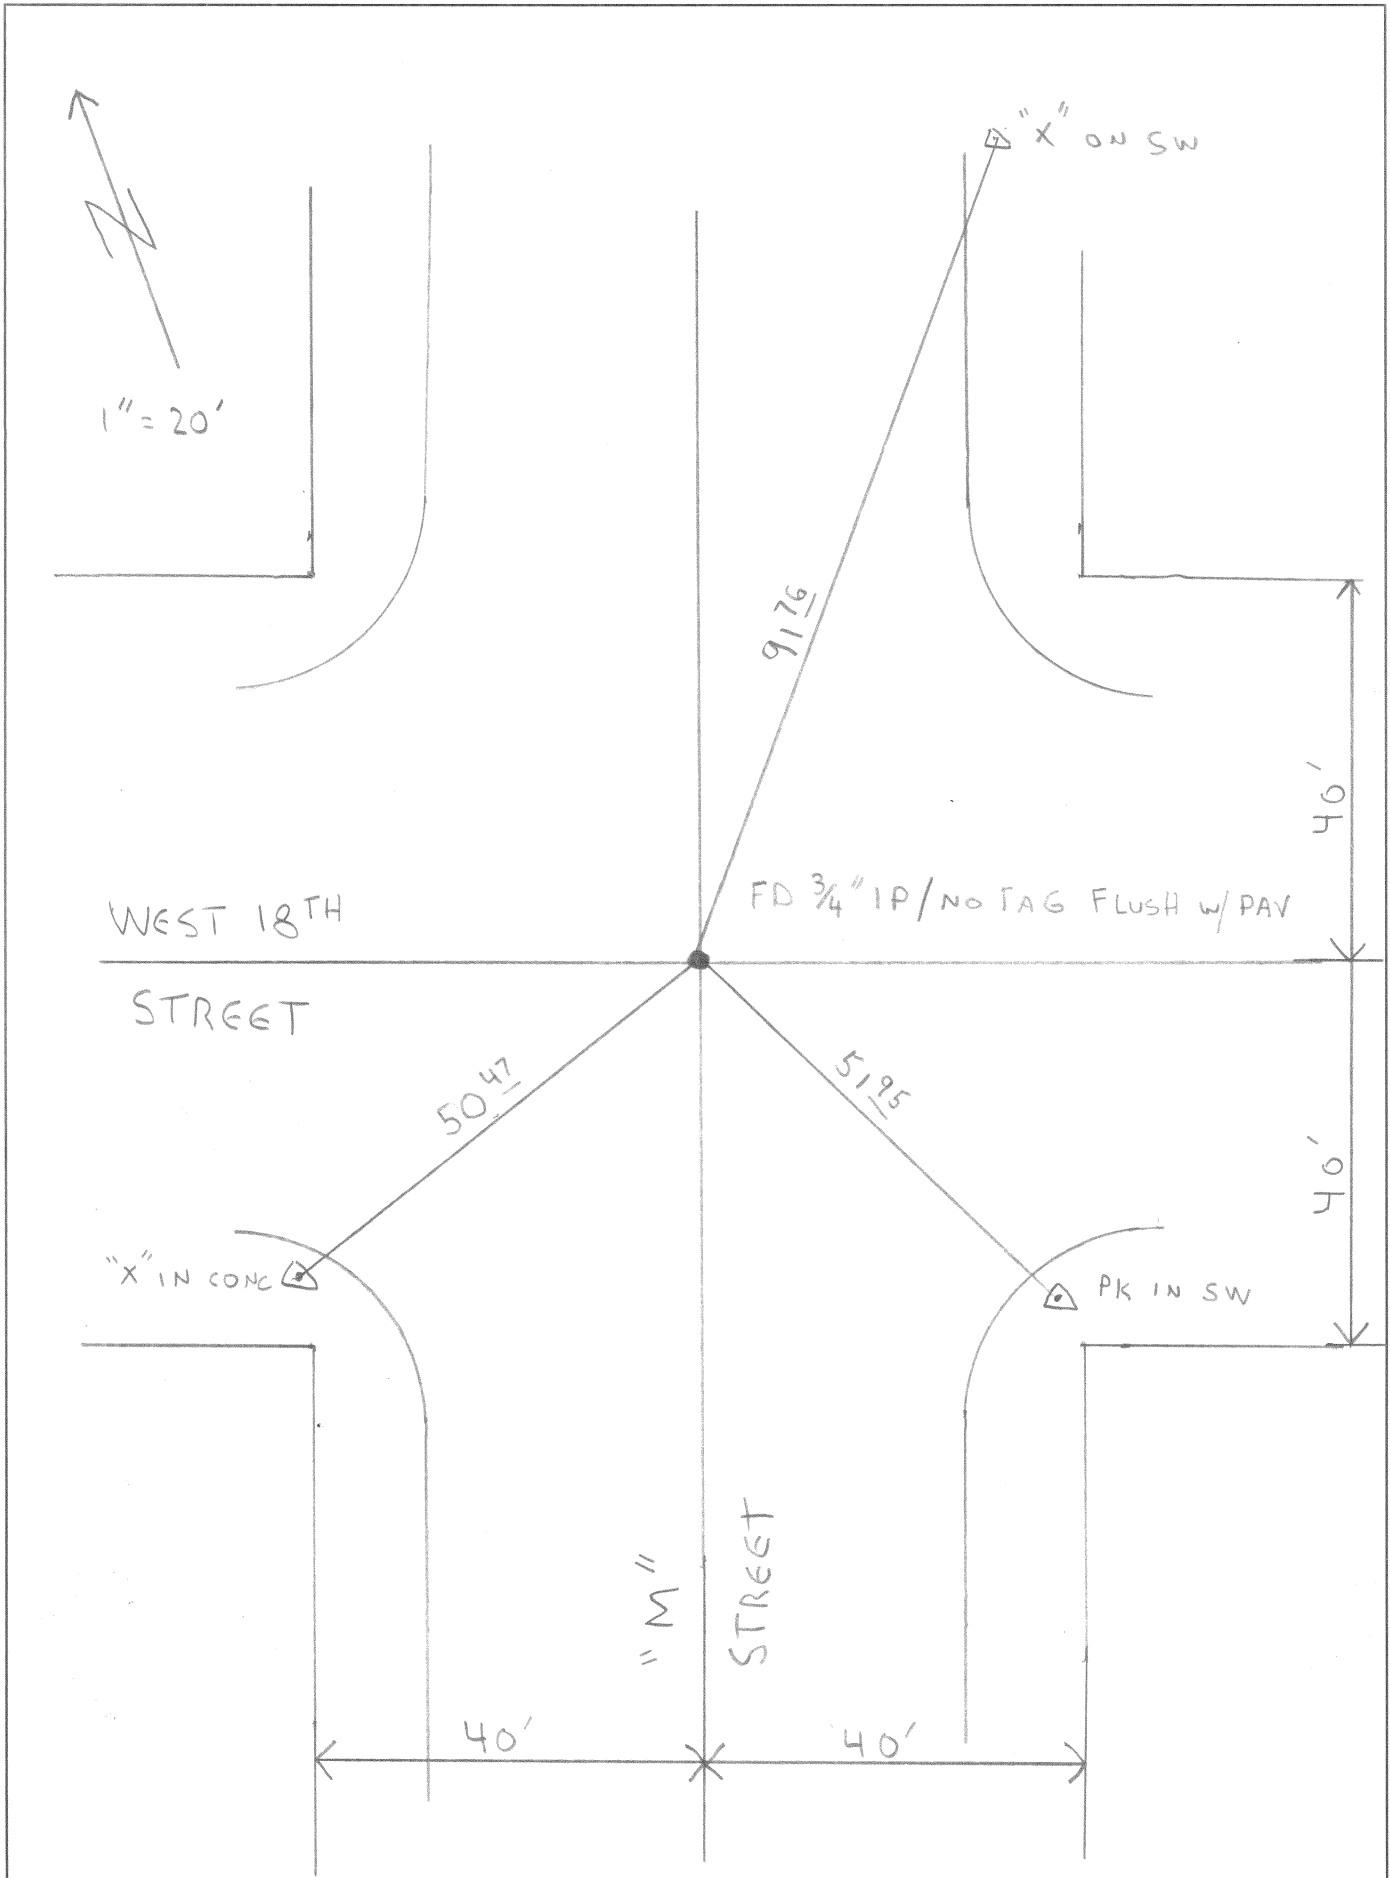 "X" ON SW
1" = 20'
91.76
40'
FD 3/4" IP/NO TAG FLUSH W/ PAV
WEST 18TH
STREET
50.47
51.95
40'
"X" IN CONC
PK IN SW
"M"
STREET
40'
40'